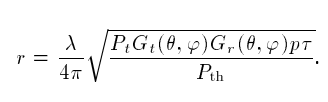 r = \frac{\lambda}{4\pi} \sqrt{\frac{P_t G_t(\theta, \varphi) G_r(\theta, \varphi) p \tau}{P_{\text{th}}}}.